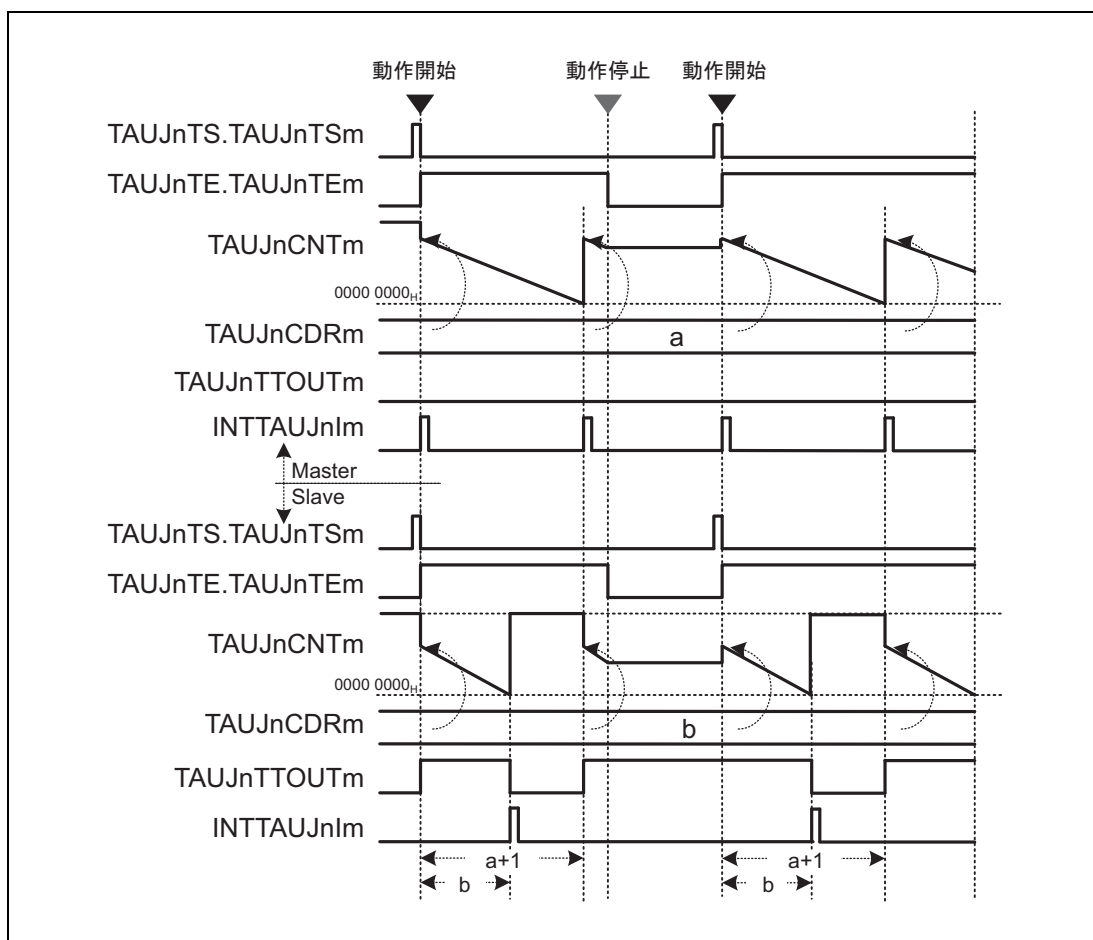 動作開始 動作停止 動作開始
TAUJnTS.TAUJnTSm
TAUJnTE.TAUJnTEm
TAUJnCNTm
0000 0000H
TAUJnCDRm
a
TAUJnTTOUTm
INTTAUJnIm
Master
Slave
TAUJnTS.TAUJnTSm
TAUJnTE.TAUJnTEm
TAUJnCNTm
0000 0000H
TAUJnCDRm
b
TAUJnTTOUTm
INTTAUJnIm
a+1 a+1
b b